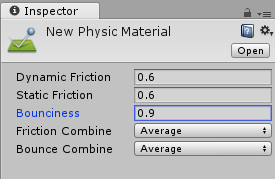 Inspector
New Physic Material
Open
Dynamic Friction 0.6
Static Friction 0.6
Bounciness 0.9
Friction Combine Average
Bounce Combine Average